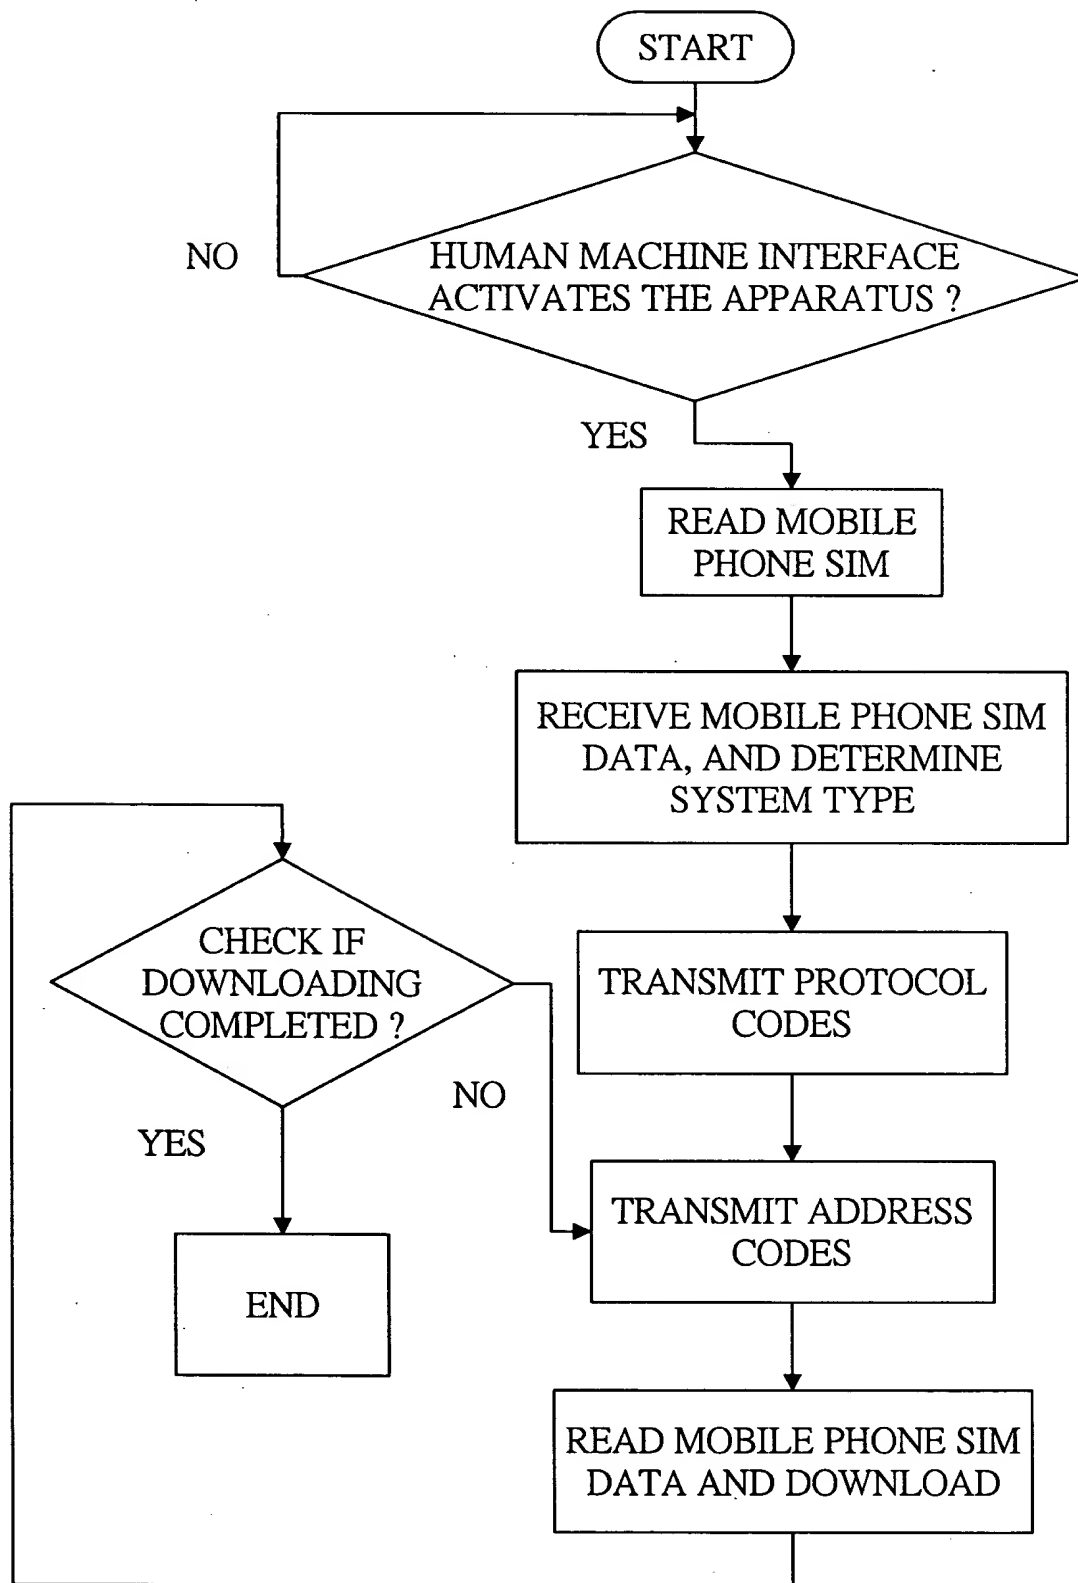 START
NO
HUMAN MACHINE INTERFACE
ACTIVATES THE APPARATUS ?
YES
READ MOBILE
PHONE SIM
RECEIVE MOBILE PHONE SIM
DATA, AND DETERMINE
SYSTEM TYPE
CHECK IF
DOWNLOADING
COMPLETED ?
TRANSMIT PROTOCOL
CODES
NO
YES
TRANSMIT ADDRESS
CODES
END
READ MOBILE PHONE SIM
DATA AND DOWNLOAD